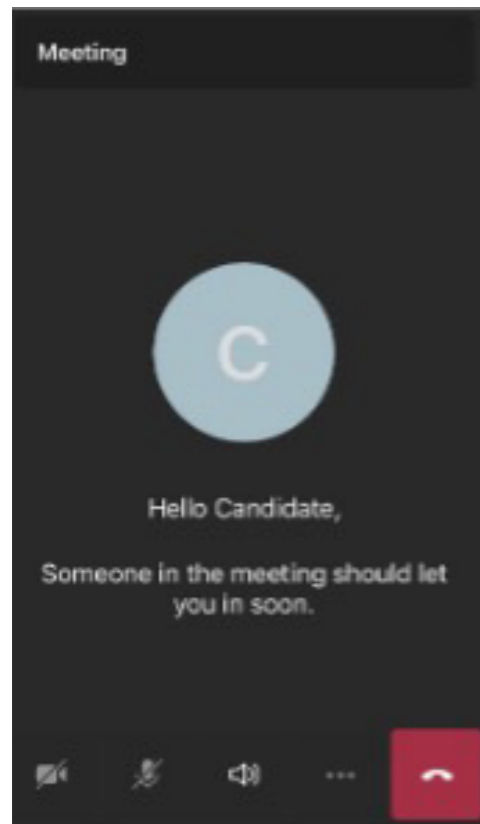 Meeting
C
Hello Candidate,
Someone in the meeting should let
you in soon.